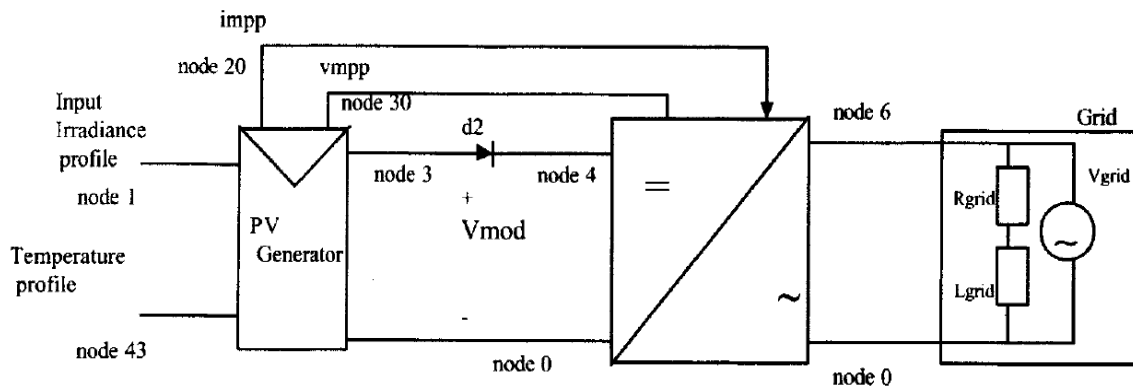 impp
node 20
vmpp
node 30
Input
Irradiance
profile
node 1
d2
node 3
node 4
node 6
Grid
Vgrid
Rgrid
Lgrid
+
Vmod
-
=
~
~
PV
Generator
Temperature
profile
node 43
node 0
node 0